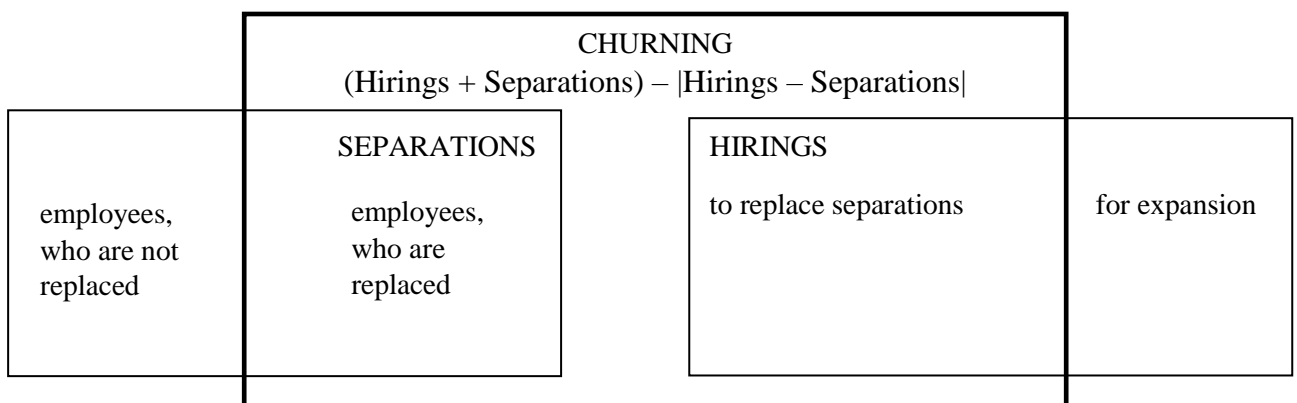 CHURNING
(Hirings + Separations) – |Hirings – Separations|
SEPARATIONS
employees,
who are not
replaced
employees,
who are
replaced
HIRINGS
to replace separations
for expansion